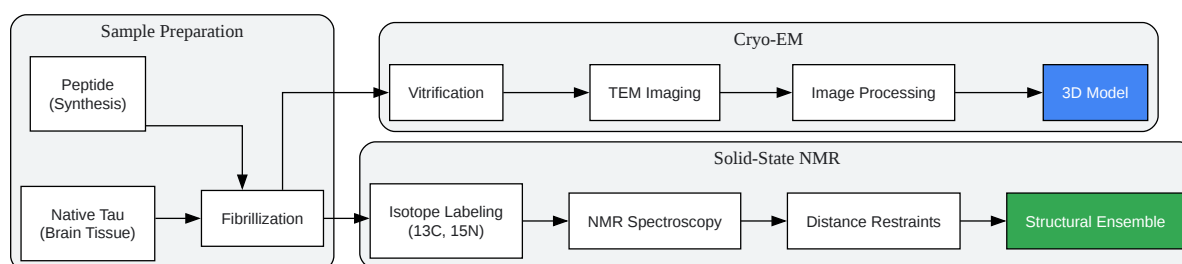 Sample Preparation
Peptide
(Synthesis)
Native Tau
(Brain Tissue)
Fibrillization
Cryo-EM
Vitrification
TEM Imaging
Image Processing
3D Model
Solid-State NMR
Isotope Labeling
(13C, 15N)
NMR Spectroscopy
Distance Restraints
Structural Ensemble